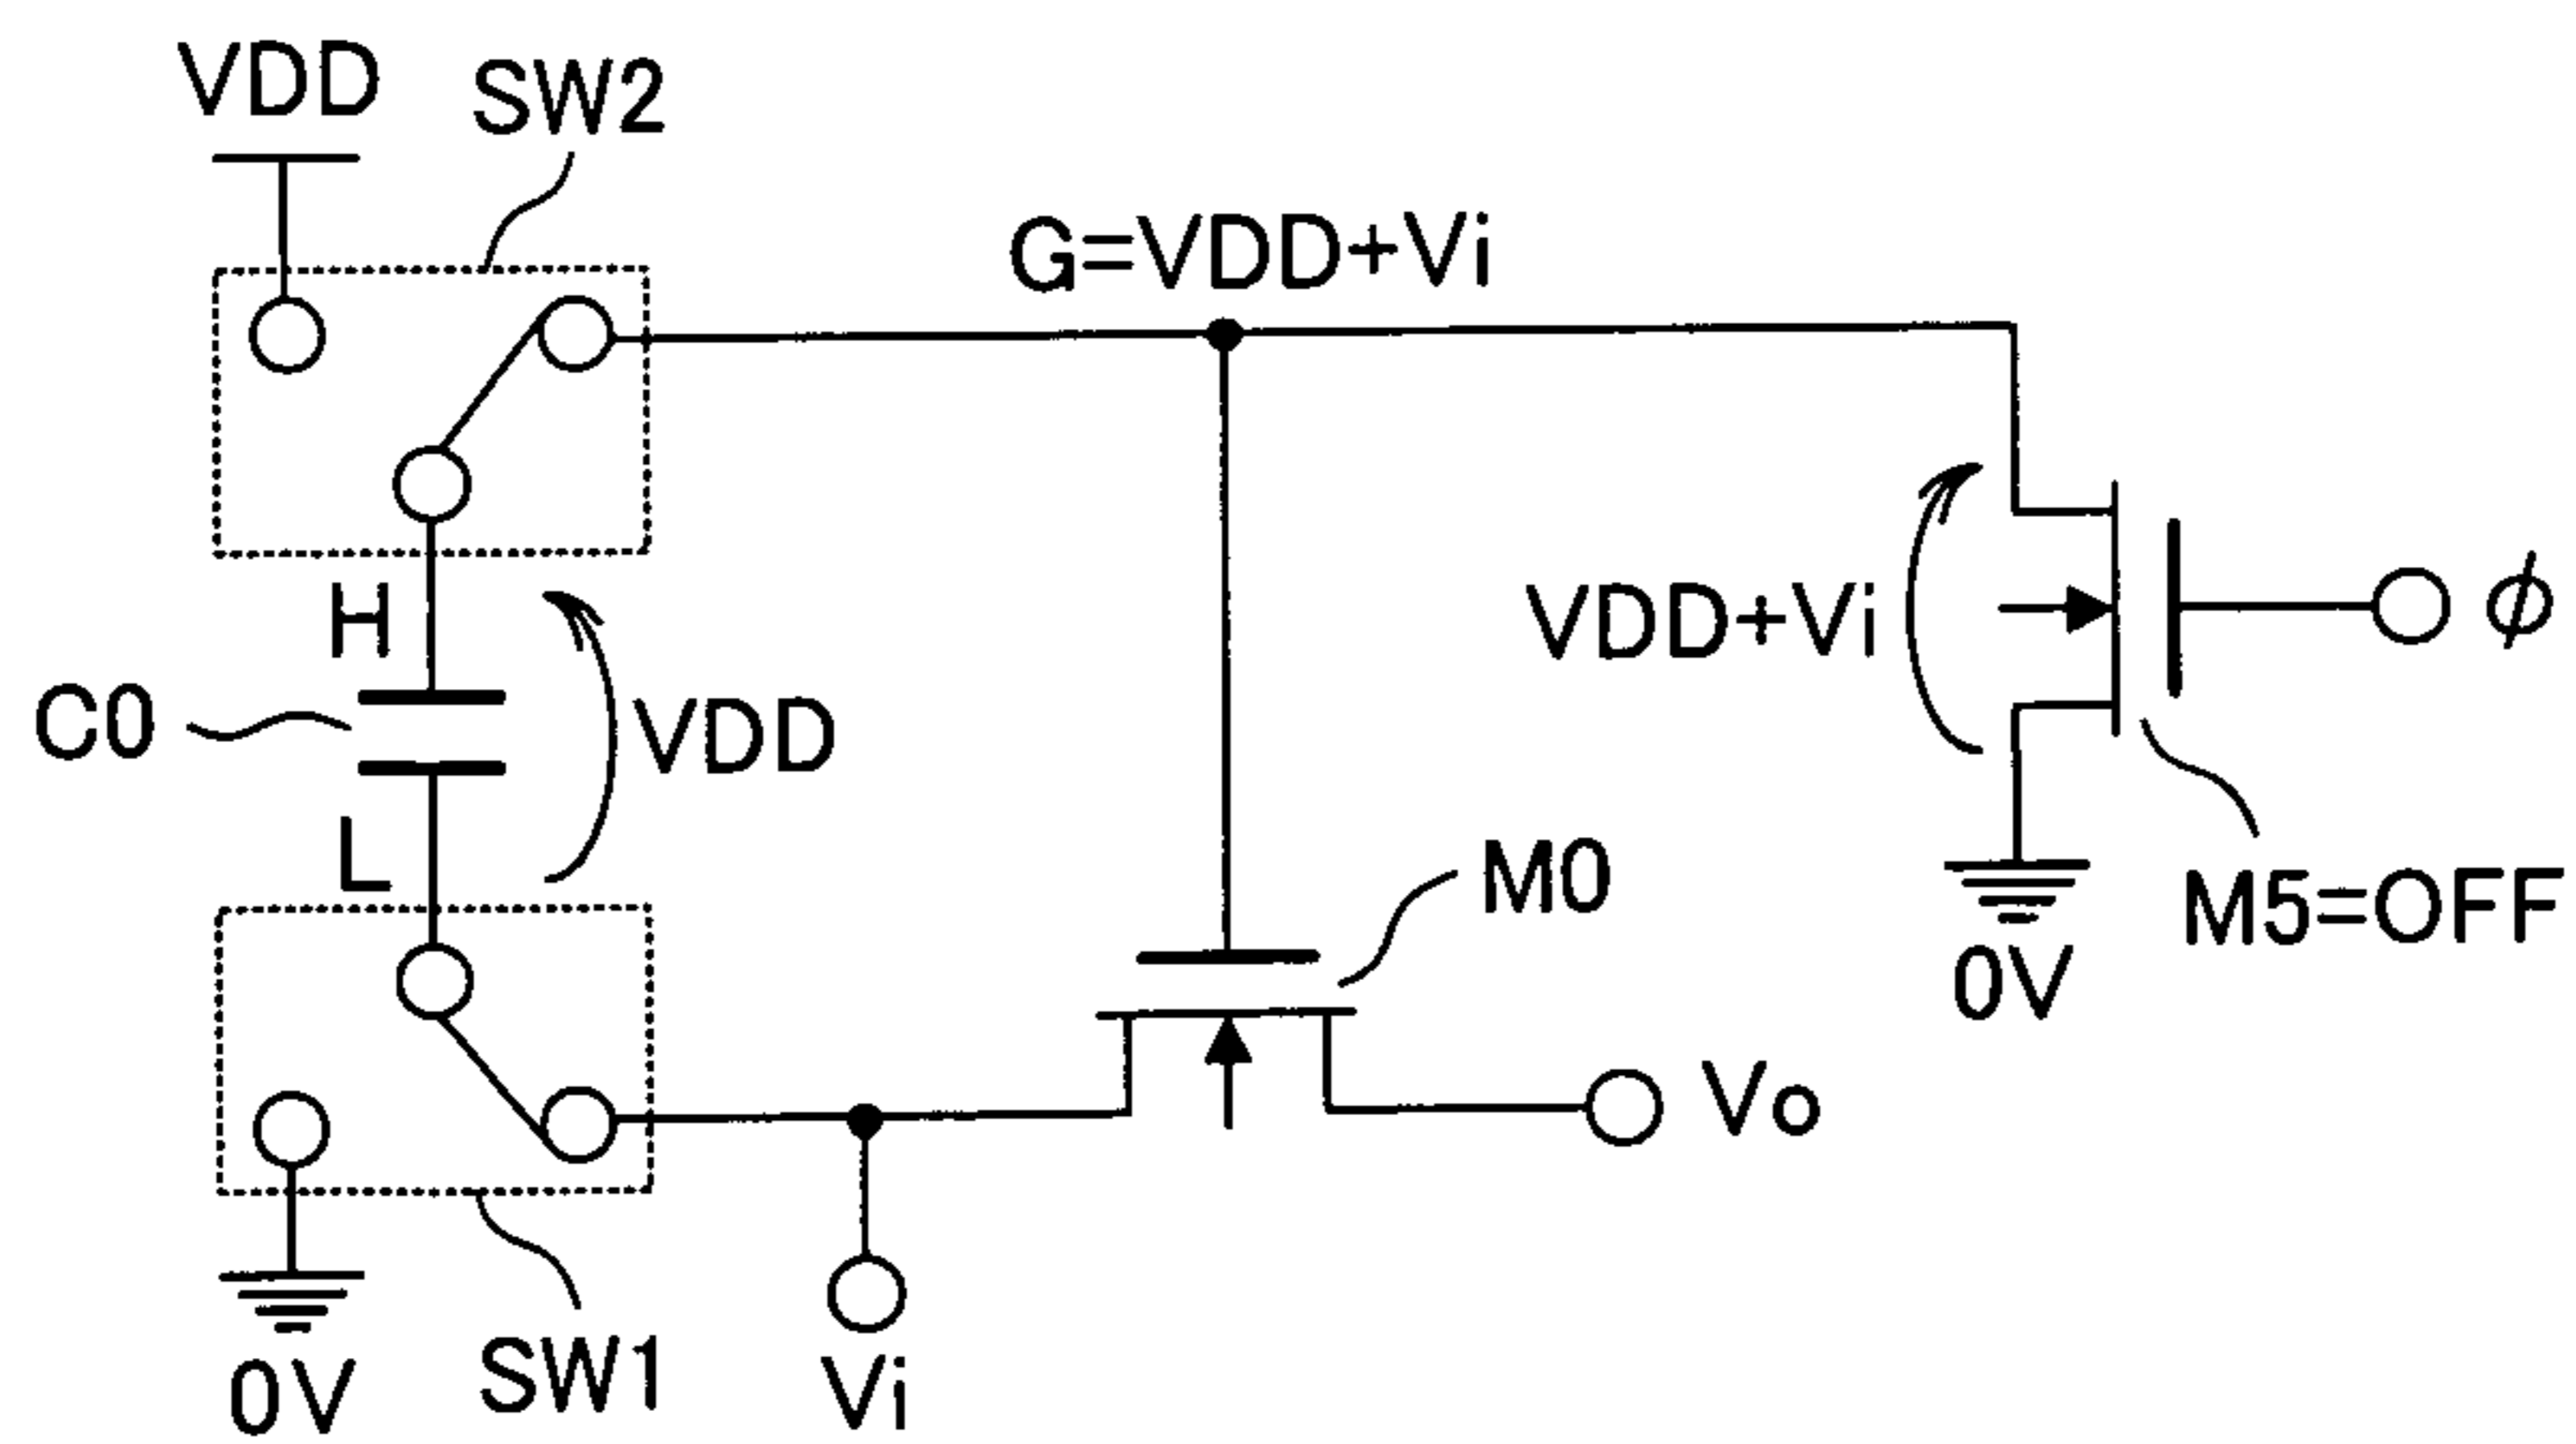 VDD
SW2
G=VDD+Vi
H
VDD+Vi
ϕ
C0
VDD
L
M0
M5=OFF
0V
Vo
0V
SW1
Vi